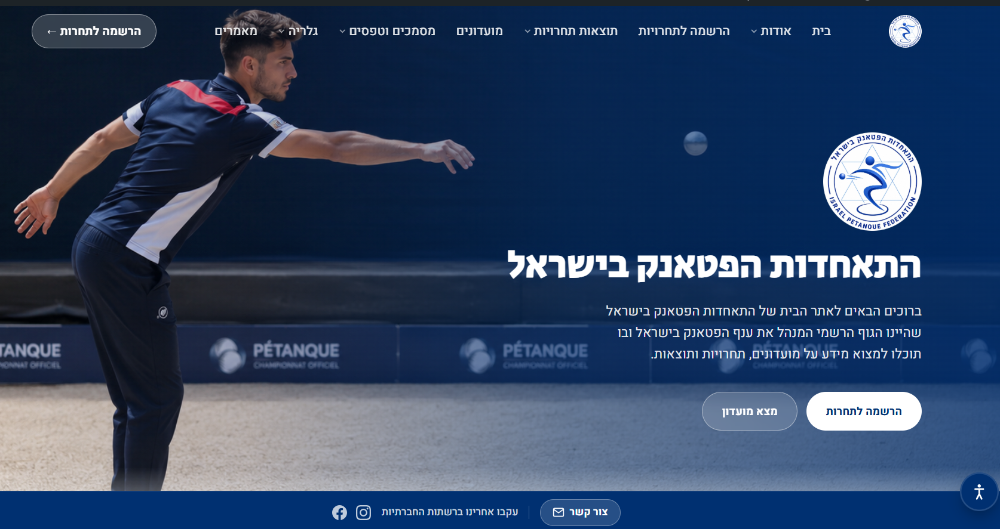 בית
אודות
הרשמה לתחרויות
תוצאות תחרויות
מועדונים
מסמכים וטפסים
גלריה
מאמרים
הרשמה לתחרות ←
התאחדות הפטאנק בישראל
ISRAEL PETANQUE FEDERATION
התאחדות הפטאנק בישראל
ברוכים הבאים לאתר הבית של התאחדות הפטאנק בישראל
שהיינו הגוף הרשמי המנהל את ענף הפטאנק בישראל ובו
תוכלו למצוא מידע על מועדונים, תחרויות ותוצאות.
TANQUE
PÉTANQUE
CHAMPIONNAT OFFICIEL
PÉTANQUE
CHAMPIONNAT OFFICIEL
PÉTANQUE
CHAMPIONNAT OFFICIEL
הרשמה לתחרות
מצא מועדון
צור קשר
עקבו אחרינו ברשתות החברתיות